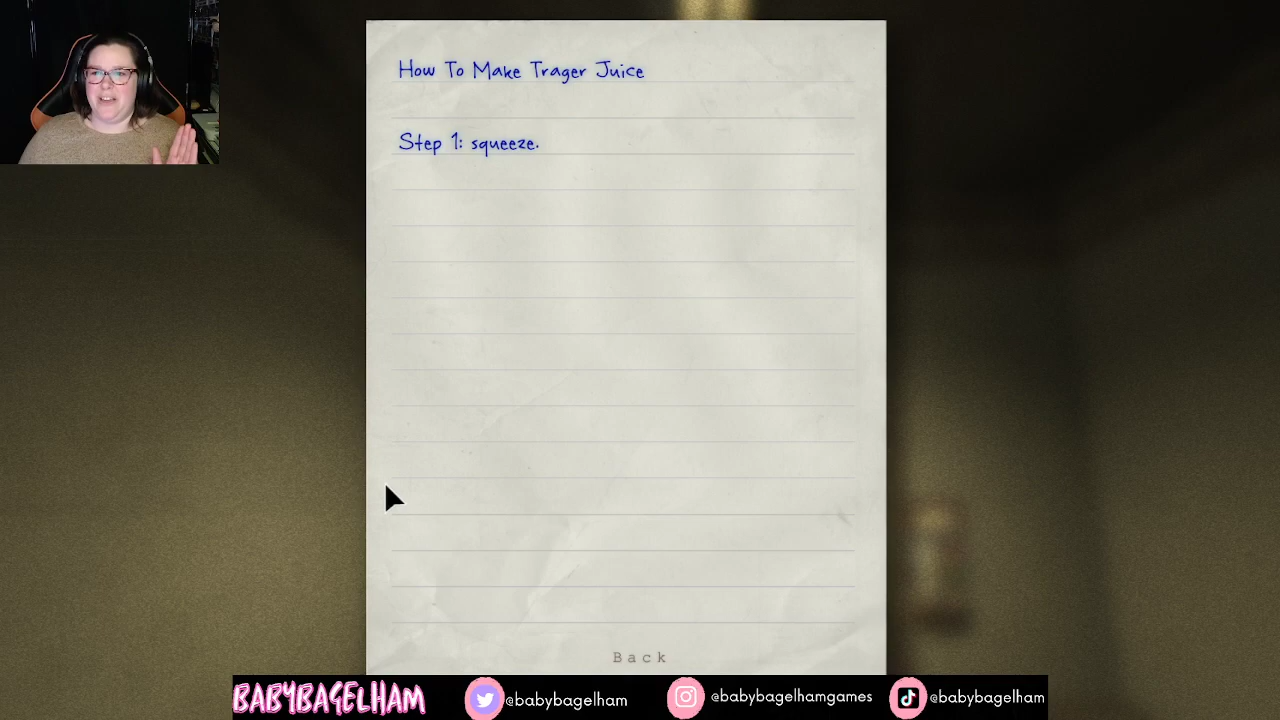 How To Make Trager Juice
Step 1: squeeze.
Back
BABYBAGELHAM
@babybagelham
@babybagelhamgames
@babybagelham